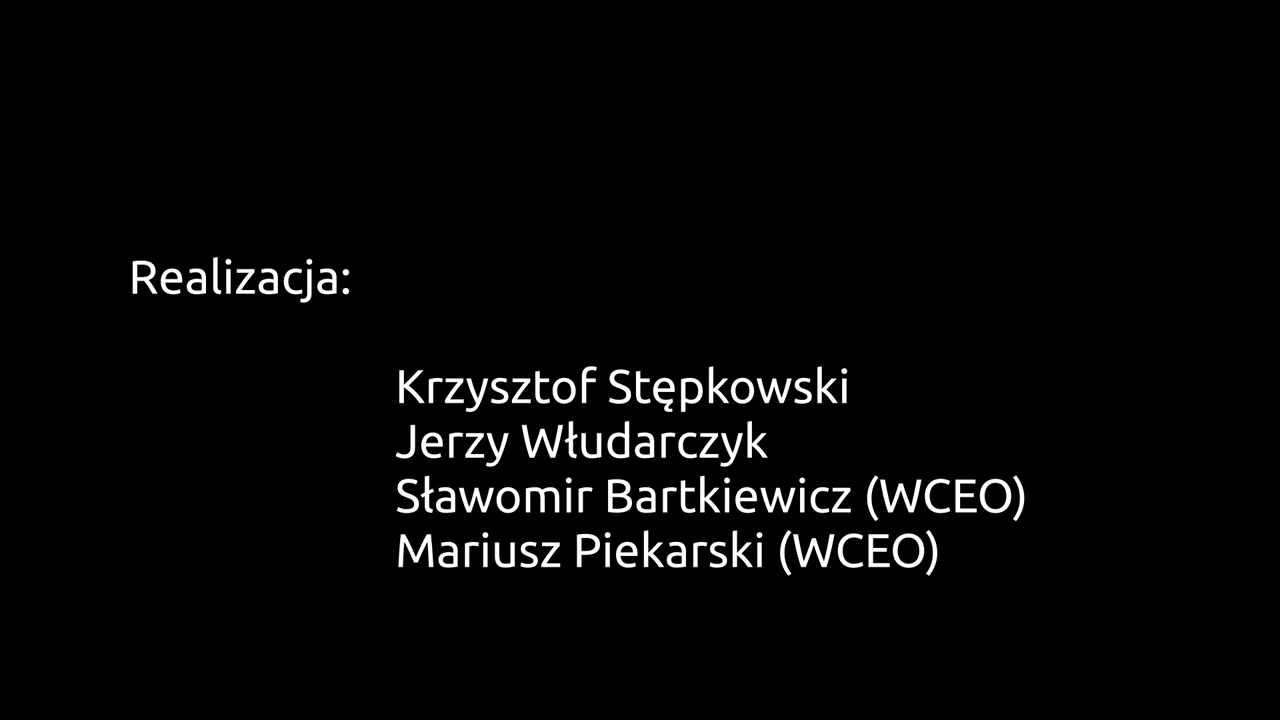 Realizacja:
Krzysztof Stępkowski
Jerzy Włudarczyk
Sławomir Bartkiewicz (WCEO)
Mariusz Piekarski (WCEO)